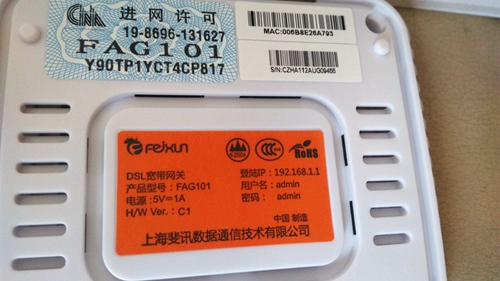 进网许可
19-8696-131627
FAG101
Y90TP1YCT4CP817
MAC:006B8E26A793
S/N:CZHA112AUG09466
FEIXUN
RoHS
DSL宽带网关
产品型号: FAG101
电源: 5V⎓1A
H/W Ver.: C1
登陆IP: 192.168.1.1
用户名: admin
密码: admin
中国 制造
上海斐讯数据通信技术有限公司